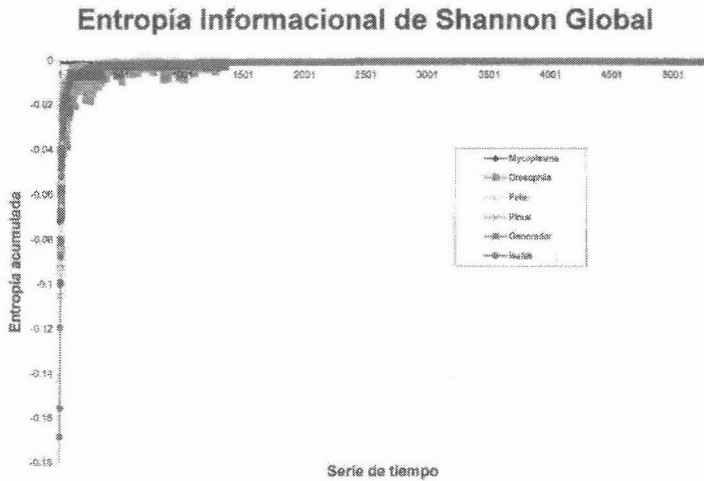 Entropía Informacional de Shannon Global
0
1 1501 2001 2501 3001 3501 4001 4501 5001
-0.02
-0.04
-0.06
-0.08
-0.1
-0.12
-0.14
-0.16
-0.18
Entropía acumulada
Mycoplasma
Drosophila
Pinus
Generador
Serie de tiempo